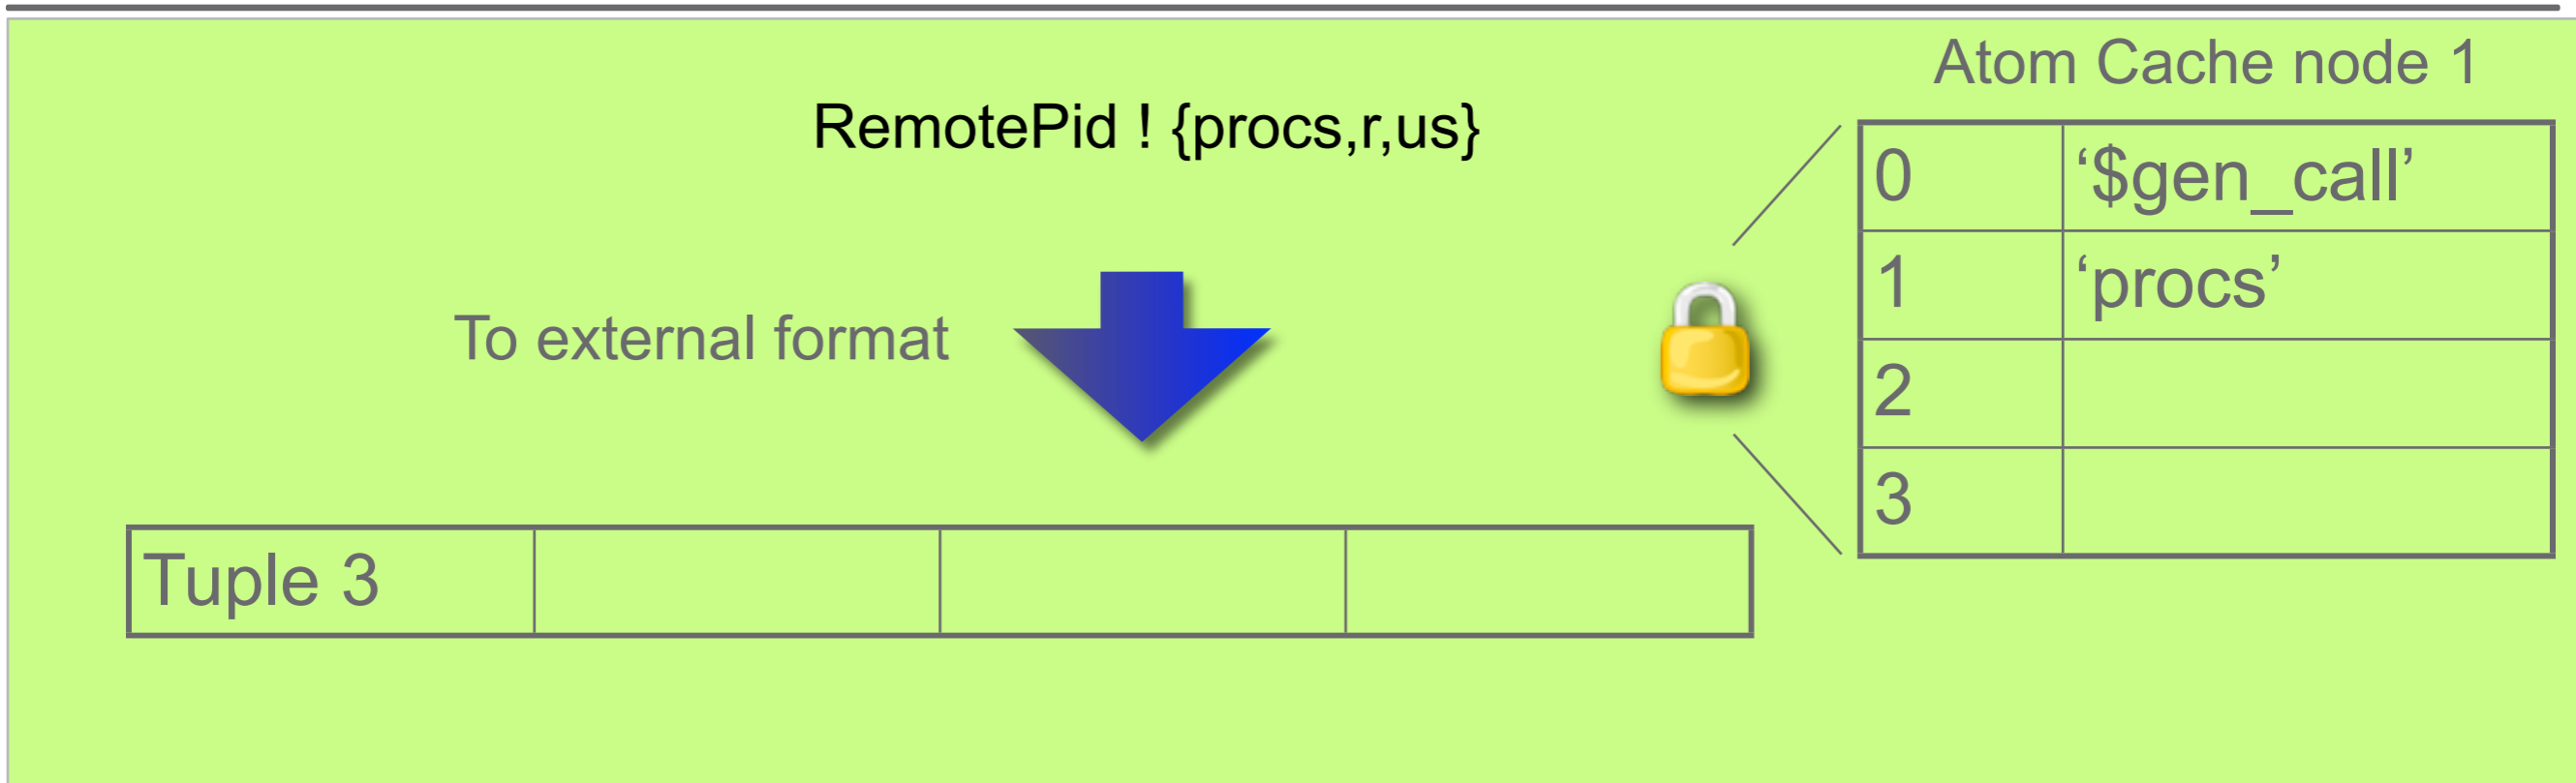 Atom Cache node 1
RemotePid ! {procs,r,us}
0 ‘$gen_call’
1 ‘procs’
To external format
2
3
Tuple 3